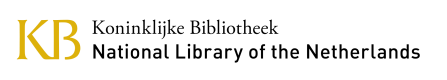 KB Koninklijke Bibliotheek
National Library of the Netherlands